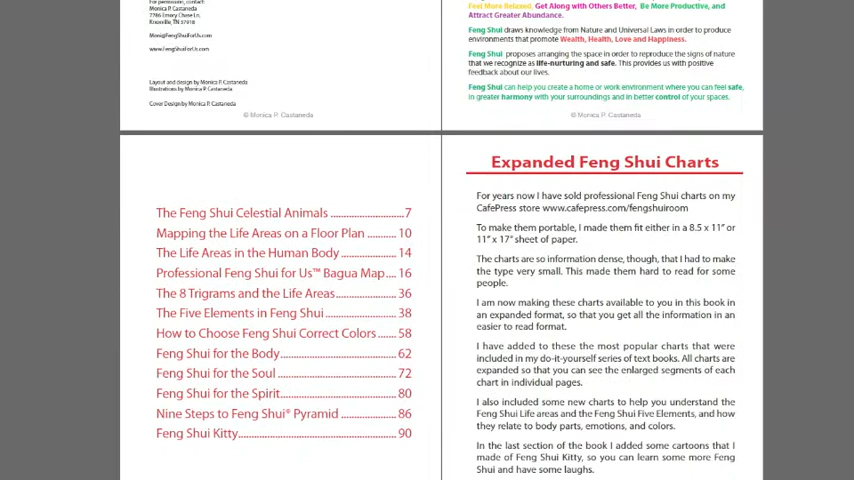 For permission, contact:
Monica P. Castaneda
7786 Emory Chase Ln.
Knoxville, TN 37918
Moni@FengShuiForUs.com
www.FengShuiForUs.com
Layout and design by Monica P. Castaneda
Illustrations by Monica P. Castaneda
Cover Design by Monica P. Castaneda
© Monica P. Castaneda
Feel More Relaxed, Get Along with Others Better, Be More Productive, and
Attract Greater Abundance.
Feng Shui draws knowledge from Nature and Universal Laws in order to produce
environments that promote Wealth, Health, Love and Happiness.
Feng Shui proposes arranging the space in order to reproduce the signs of nature
that we recognize as life-nurturing and safe. This provides us with positive
feedback about our lives.
Feng Shui can help you create a home or work environment where you can feel safe,
in greater harmony with your surroundings and in better control of your spaces.
© Monica P. Castaneda
The Feng Shui Celestial Animals ..........................7
Mapping the Life Areas on a Floor Plan .......... 10
The Life Areas in the Human Body .................. 14
Professional Feng Shui for Us™ Bagua Map.... 16
The 8 Trigrams and the Life Areas.................... 36
The Five Elements in Feng Shui ........................ 38
How to Choose Feng Shui Correct Colors ...... 58
Feng Shui for the Body...................................... 62
Feng Shui for the Soul ....................................... 72
Feng Shui for the Spirit...................................... 80
Nine Steps to Feng Shui® Pyramid .................. 86
Feng Shui Kitty.................................................... 90
Expanded Feng Shui Charts
For years now I have sold professional Feng Shui charts on my
CafePress store www.cafepress.com/fengshuiroom
To make them portable, I made them fit either in a 8.5 x 11” or
11” x 17” sheet of paper.
The charts are so information dense, though, that I had to make
the type very small. This made them hard to read for some
people.
I am now making these charts available to you in this book in
an expanded format, so that you get all the information in an
easier to read format.
I have added to these the most popular charts that were
included in my do-it-yourself series of text books. All charts are
expanded so that you can see the enlarged segments of each
chart in individual pages.
I also included some new charts to help you understand the
Feng Shui Life areas and the Feng Shui Five Elements, and how
they relate to body parts, emotions, and colors.
In the last section of the book I added some cartoons that I
made of Feng Shui Kitty, so you can learn some more Feng
Shui and have some laughs.